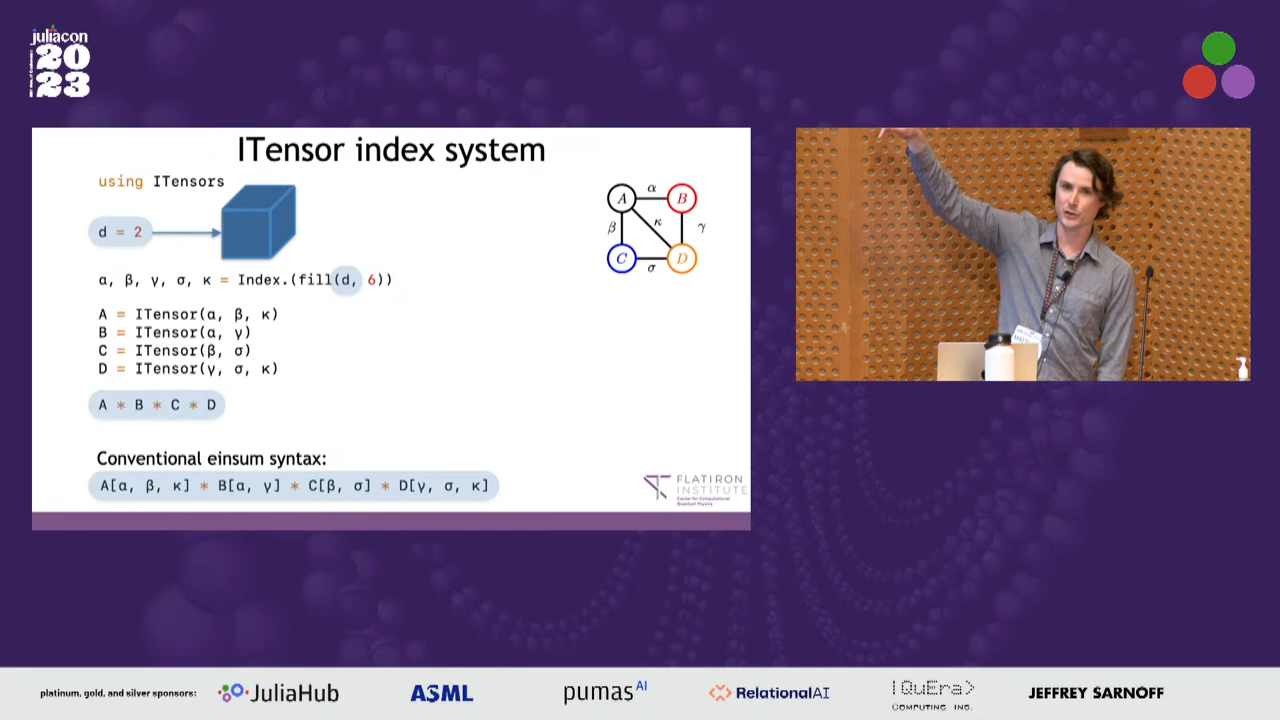 juliacon
2023
ITensor index system
using ITensors
d = 2
α, β, γ, σ, κ = Index.(fill(d, 6))
A = ITensor(α, β, κ)
B = ITensor(α, γ)
C = ITensor(β, σ)
D = ITensor(γ, σ, κ)
A * B * C * D
Conventional einsum syntax:
A[α, β, κ] * B[α, γ] * C[β, σ] * D[γ, σ, κ]
A α B
β κ γ
C σ D
FLATIRON
INSTITUTE
Center for Computational
Quantum Physics
platinum, gold, and silver sponsors:
JuliaHub
ASML
pumasAI
RelationalAI
|QuEra>
COMPUTING INC.
JEFFREY SARNOFF